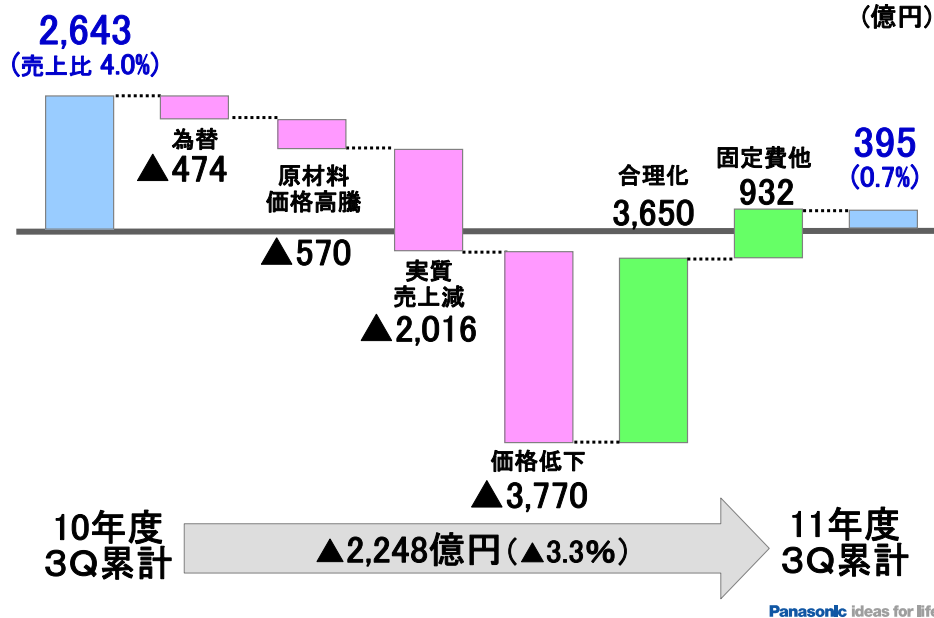 (億円)
2,643
(売上比 4.0%)
為替
▲474
原材料
価格高騰
▲570
実質
売上減
▲2,016
価格低下
▲3,770
合理化
3,650
固定費他
932
395
(0.7%)
10年度
3Q累計
▲2,248億円(▲3.3%)
11年度
3Q累計
Panasonic ideas for life